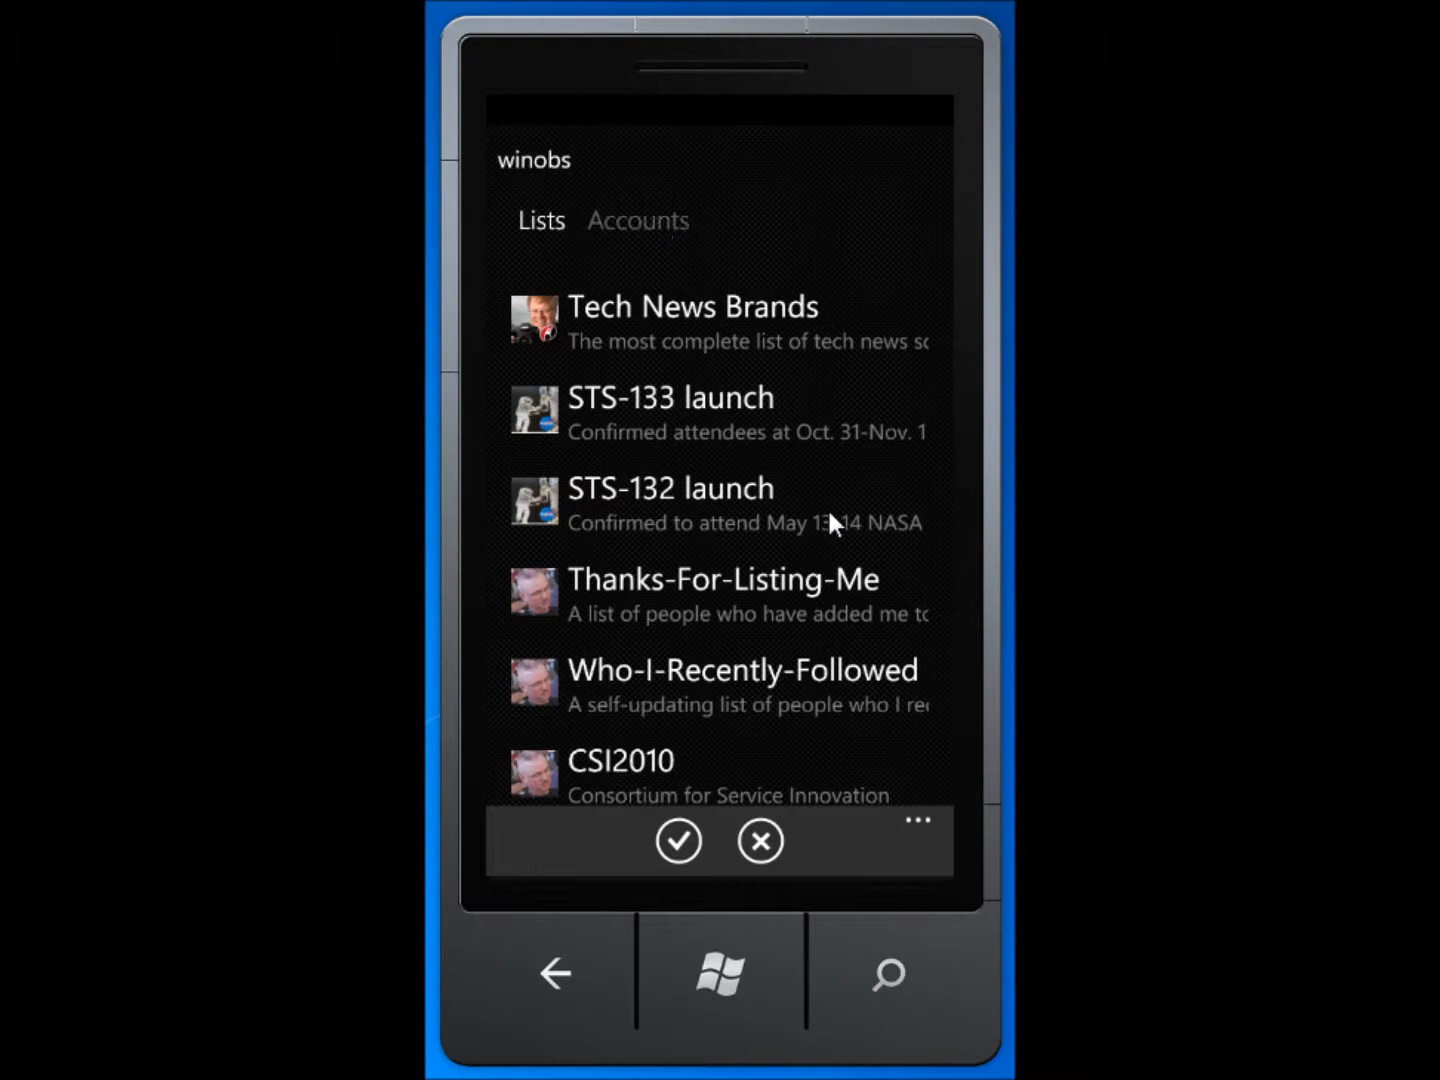 winobs
Lists Accounts
Tech News Brands
The most complete list of tech news
STS-133 launch
Confirmed attendees at Oct. 31-Nov. 1
STS-132 launch
Confirmed to attend May 13-14 NASA
Thanks-For-Listing-Me
A list of people who have added me
Who-I-Recently-Followed
A self-updating list of people who I
CSI2010
Consortium for Service Innovation